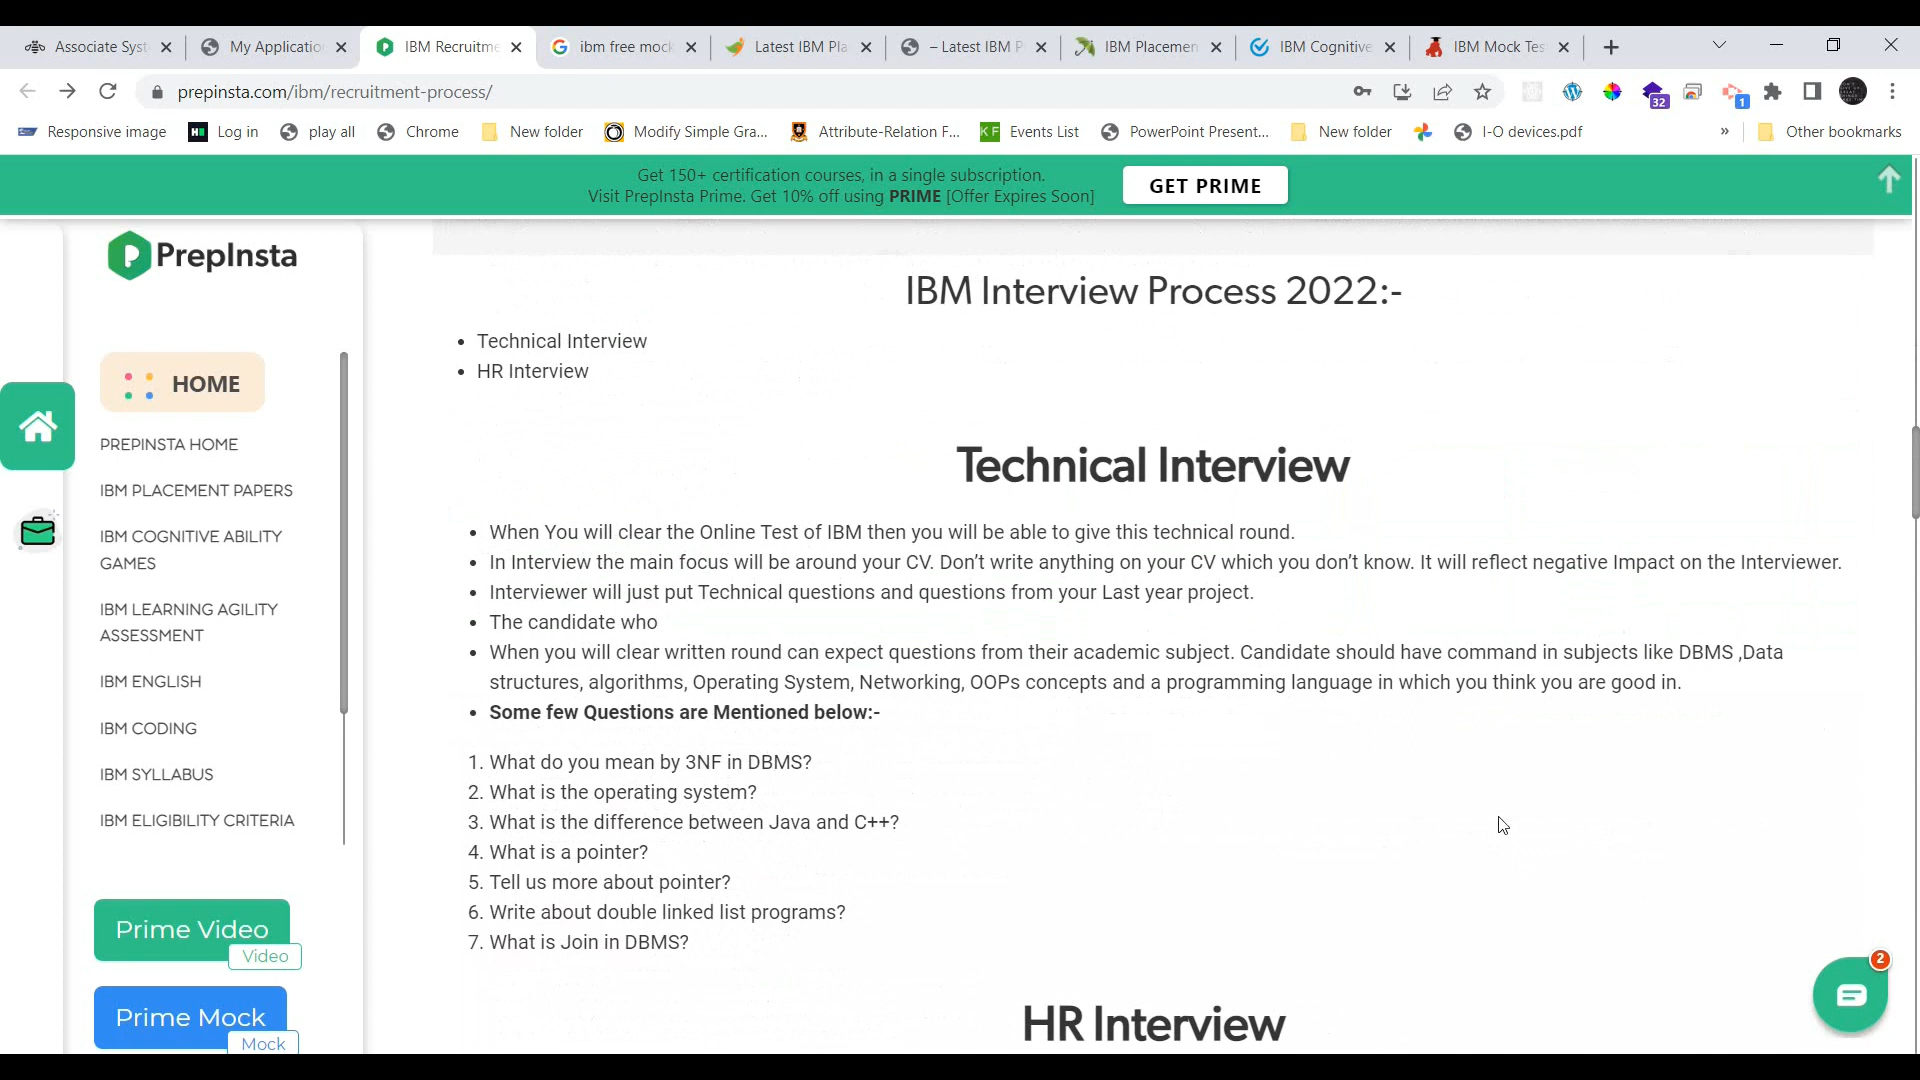 Associate Syst
My Applicatio
IBM Recruitme
ibm free mock
Latest IBM Pla
– Latest IBM P
IBM Placemen
IBM Cognitive
IBM Mock Tes
prepinsta.com/ibm/recruitment-process/
32
1
Responsive image
Log in
play all
Chrome
New folder
Modify Simple Gra...
Attribute-Relation F...
KF
Events List
PowerPoint Present...
New folder
I-O devices.pdf
»
Other bookmarks
Get 150+ certification courses, in a single subscription.
Visit PrepInsta Prime. Get 10% off using PRIME [Offer Expires Soon]
GET PRIME
PrepInsta
HOME
PREPINSTA HOME
IBM PLACEMENT PAPERS
IBM COGNITIVE ABILITY
GAMES
IBM LEARNING AGILITY
ASSESSMENT
IBM ENGLISH
IBM CODING
IBM SYLLABUS
IBM ELIGIBILITY CRITERIA
Prime Video
Video
Prime Mock
Mock
IBM Interview Process 2022:-
• Technical Interview
• HR Interview
Technical Interview
• When You will clear the Online Test of IBM then you will be able to give this technical round.
• In Interview the main focus will be around your CV. Don’t write anything on your CV which you don’t know. It will reflect negative Impact on the Interviewer.
• Interviewer will just put Technical questions and questions from your Last year project.
• The candidate who
• When you will clear written round can expect questions from their academic subject. Candidate should have command in subjects like DBMS ,Data
structures, algorithms, Operating System, Networking, OOPs concepts and a programming language in which you think you are good in.
• Some few Questions are Mentioned below:-
1. What do you mean by 3NF in DBMS?
2. What is the operating system?
3. What is the difference between Java and C++?
4. What is a pointer?
5. Tell us more about pointer?
6. Write about double linked list programs?
7. What is Join in DBMS?
HR Interview
2